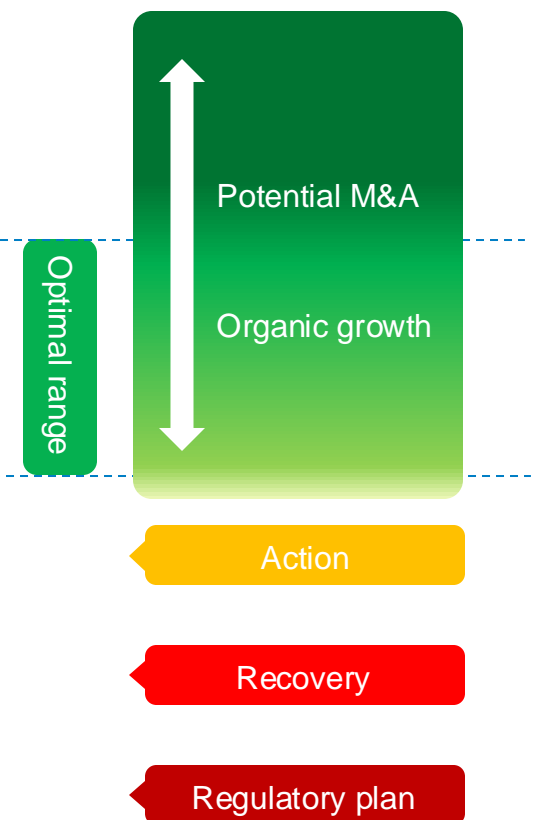 Potential M&A
Optimal range
Organic growth
Action
Recovery
Regulatory plan